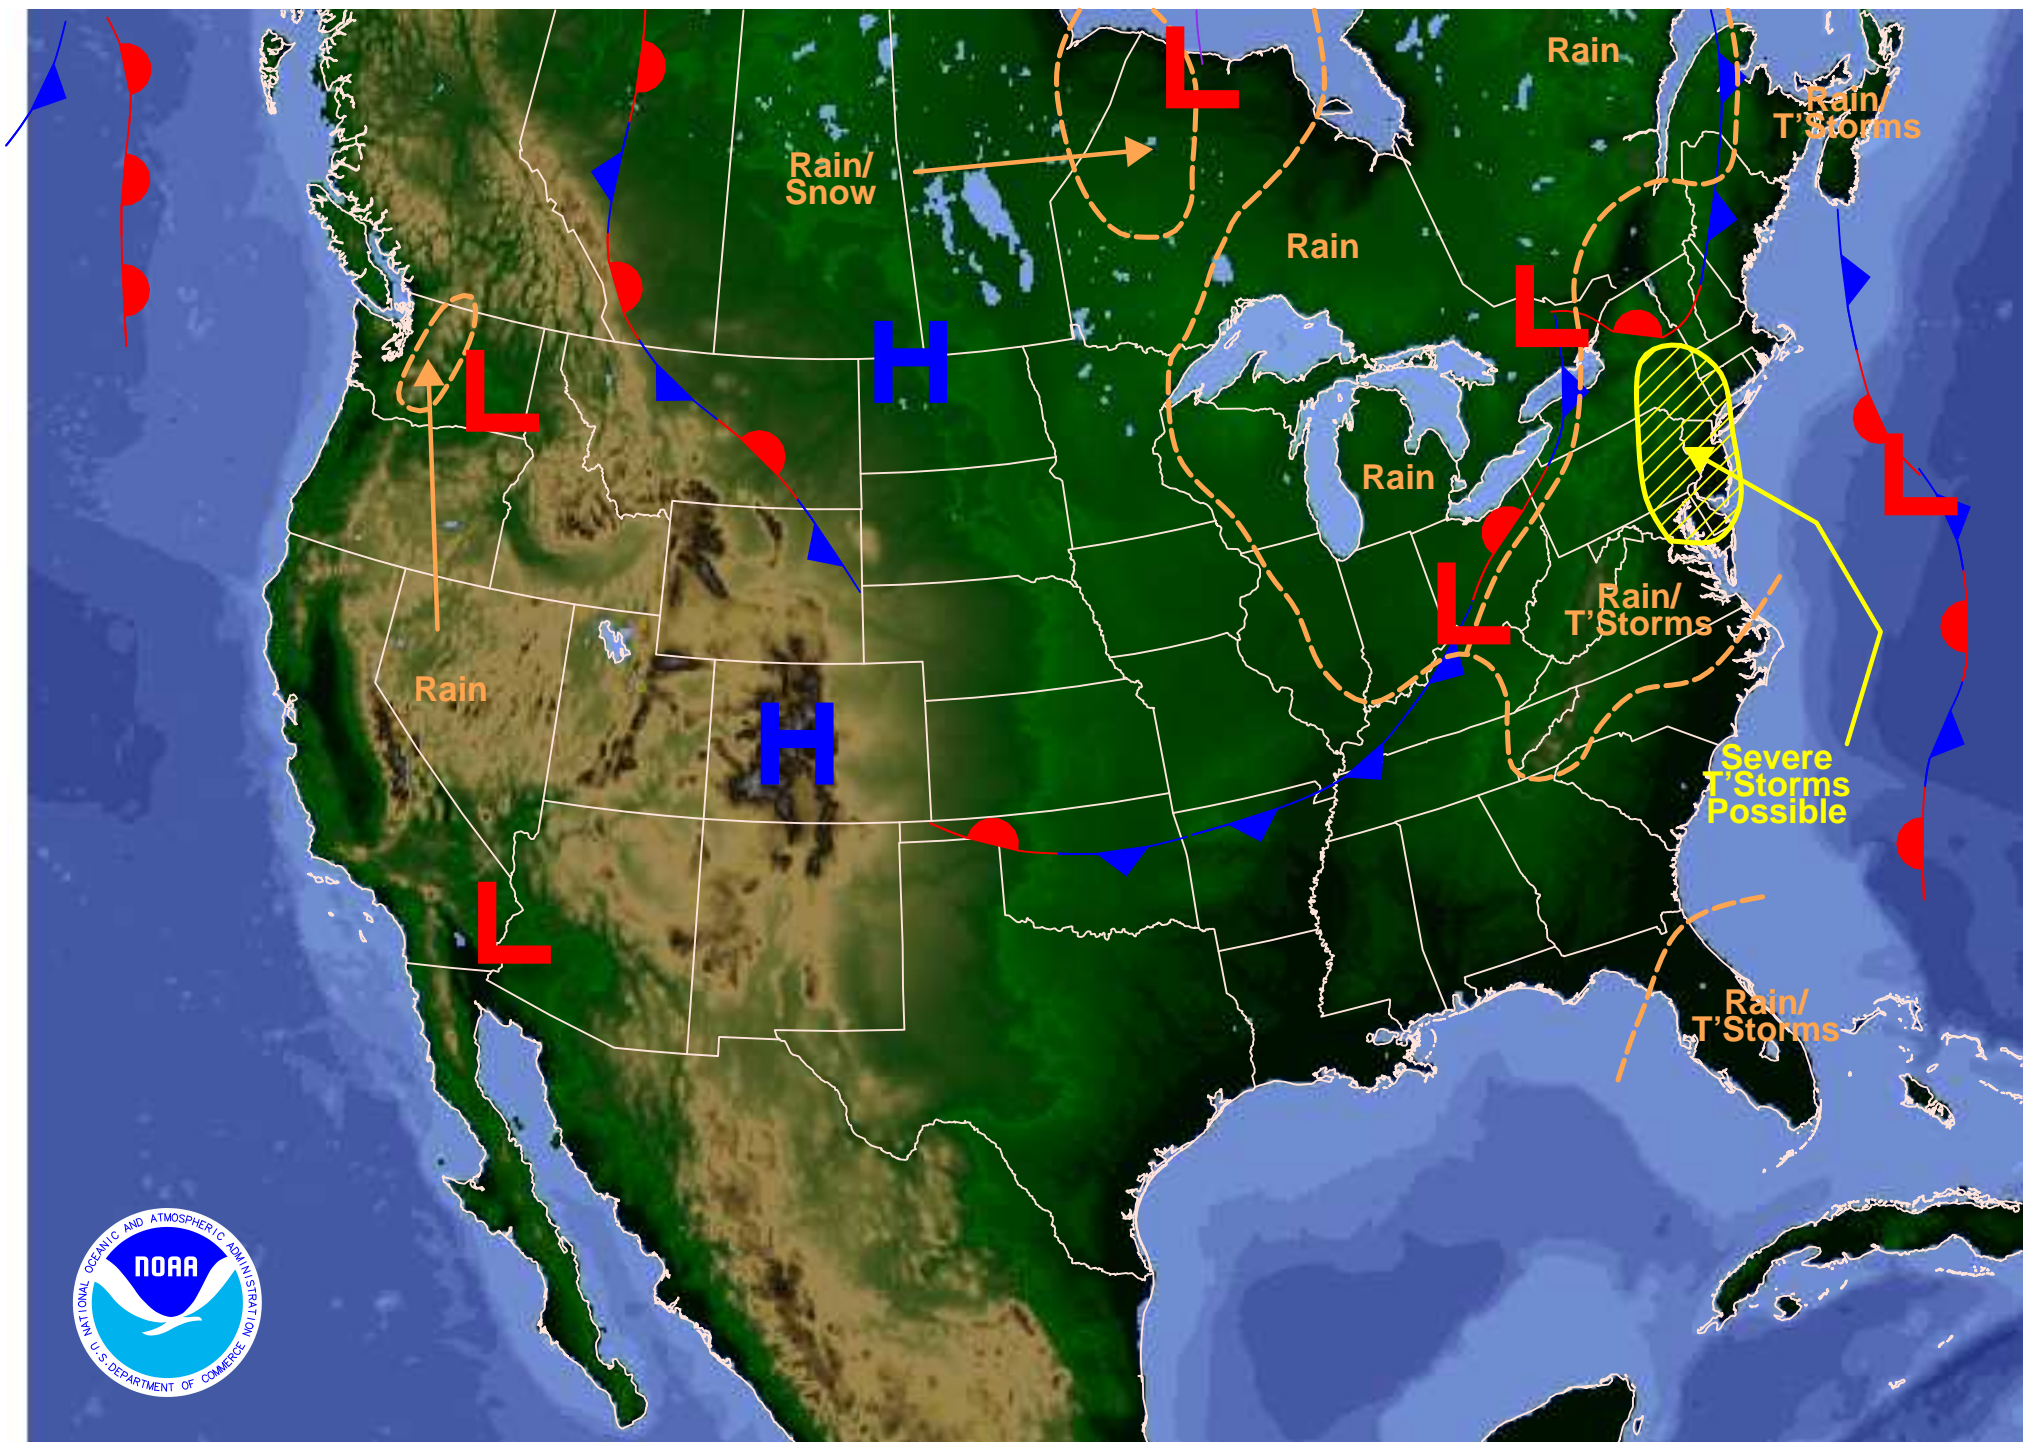 Rain
L
Rain/
T'Storms
Rain/
Snow
Rain
L
H
L
Rain
L
L
Rain/
T'Storms
Rain
H
Severe
T'Storms
Possible
L
Rain/
T'Storms
NATIONAL OCEANIC AND ATMOSPHERIC ADMINISTRATION
NOAA
U.S. DEPARTMENT OF COMMERCE